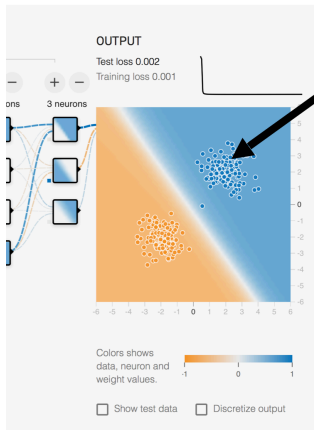 OUTPUT
Test loss 0.002
Training loss 0.001
ons
3 neurons
5
4
3
2
1
0
-1
-2
-3
-4
-5
-6
-6 -5 -4 -3 -2 -1 0 1 2 3 4 5 6
Colors shows
data, neuron and
weight values.
-1 0 1
Show test data
Discretize output